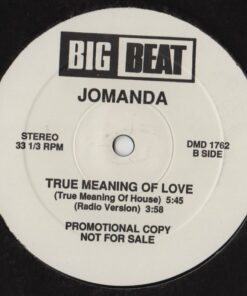 BIG BEAT
JOMANDA
STEREO
33 1/3 RPM
DMD 1762
B SIDE
TRUE MEANING OF LOVE
(True Meaning Of House) 5:45
(Radio Version) 3:58
PROMOTIONAL COPY
NOT FOR SALE